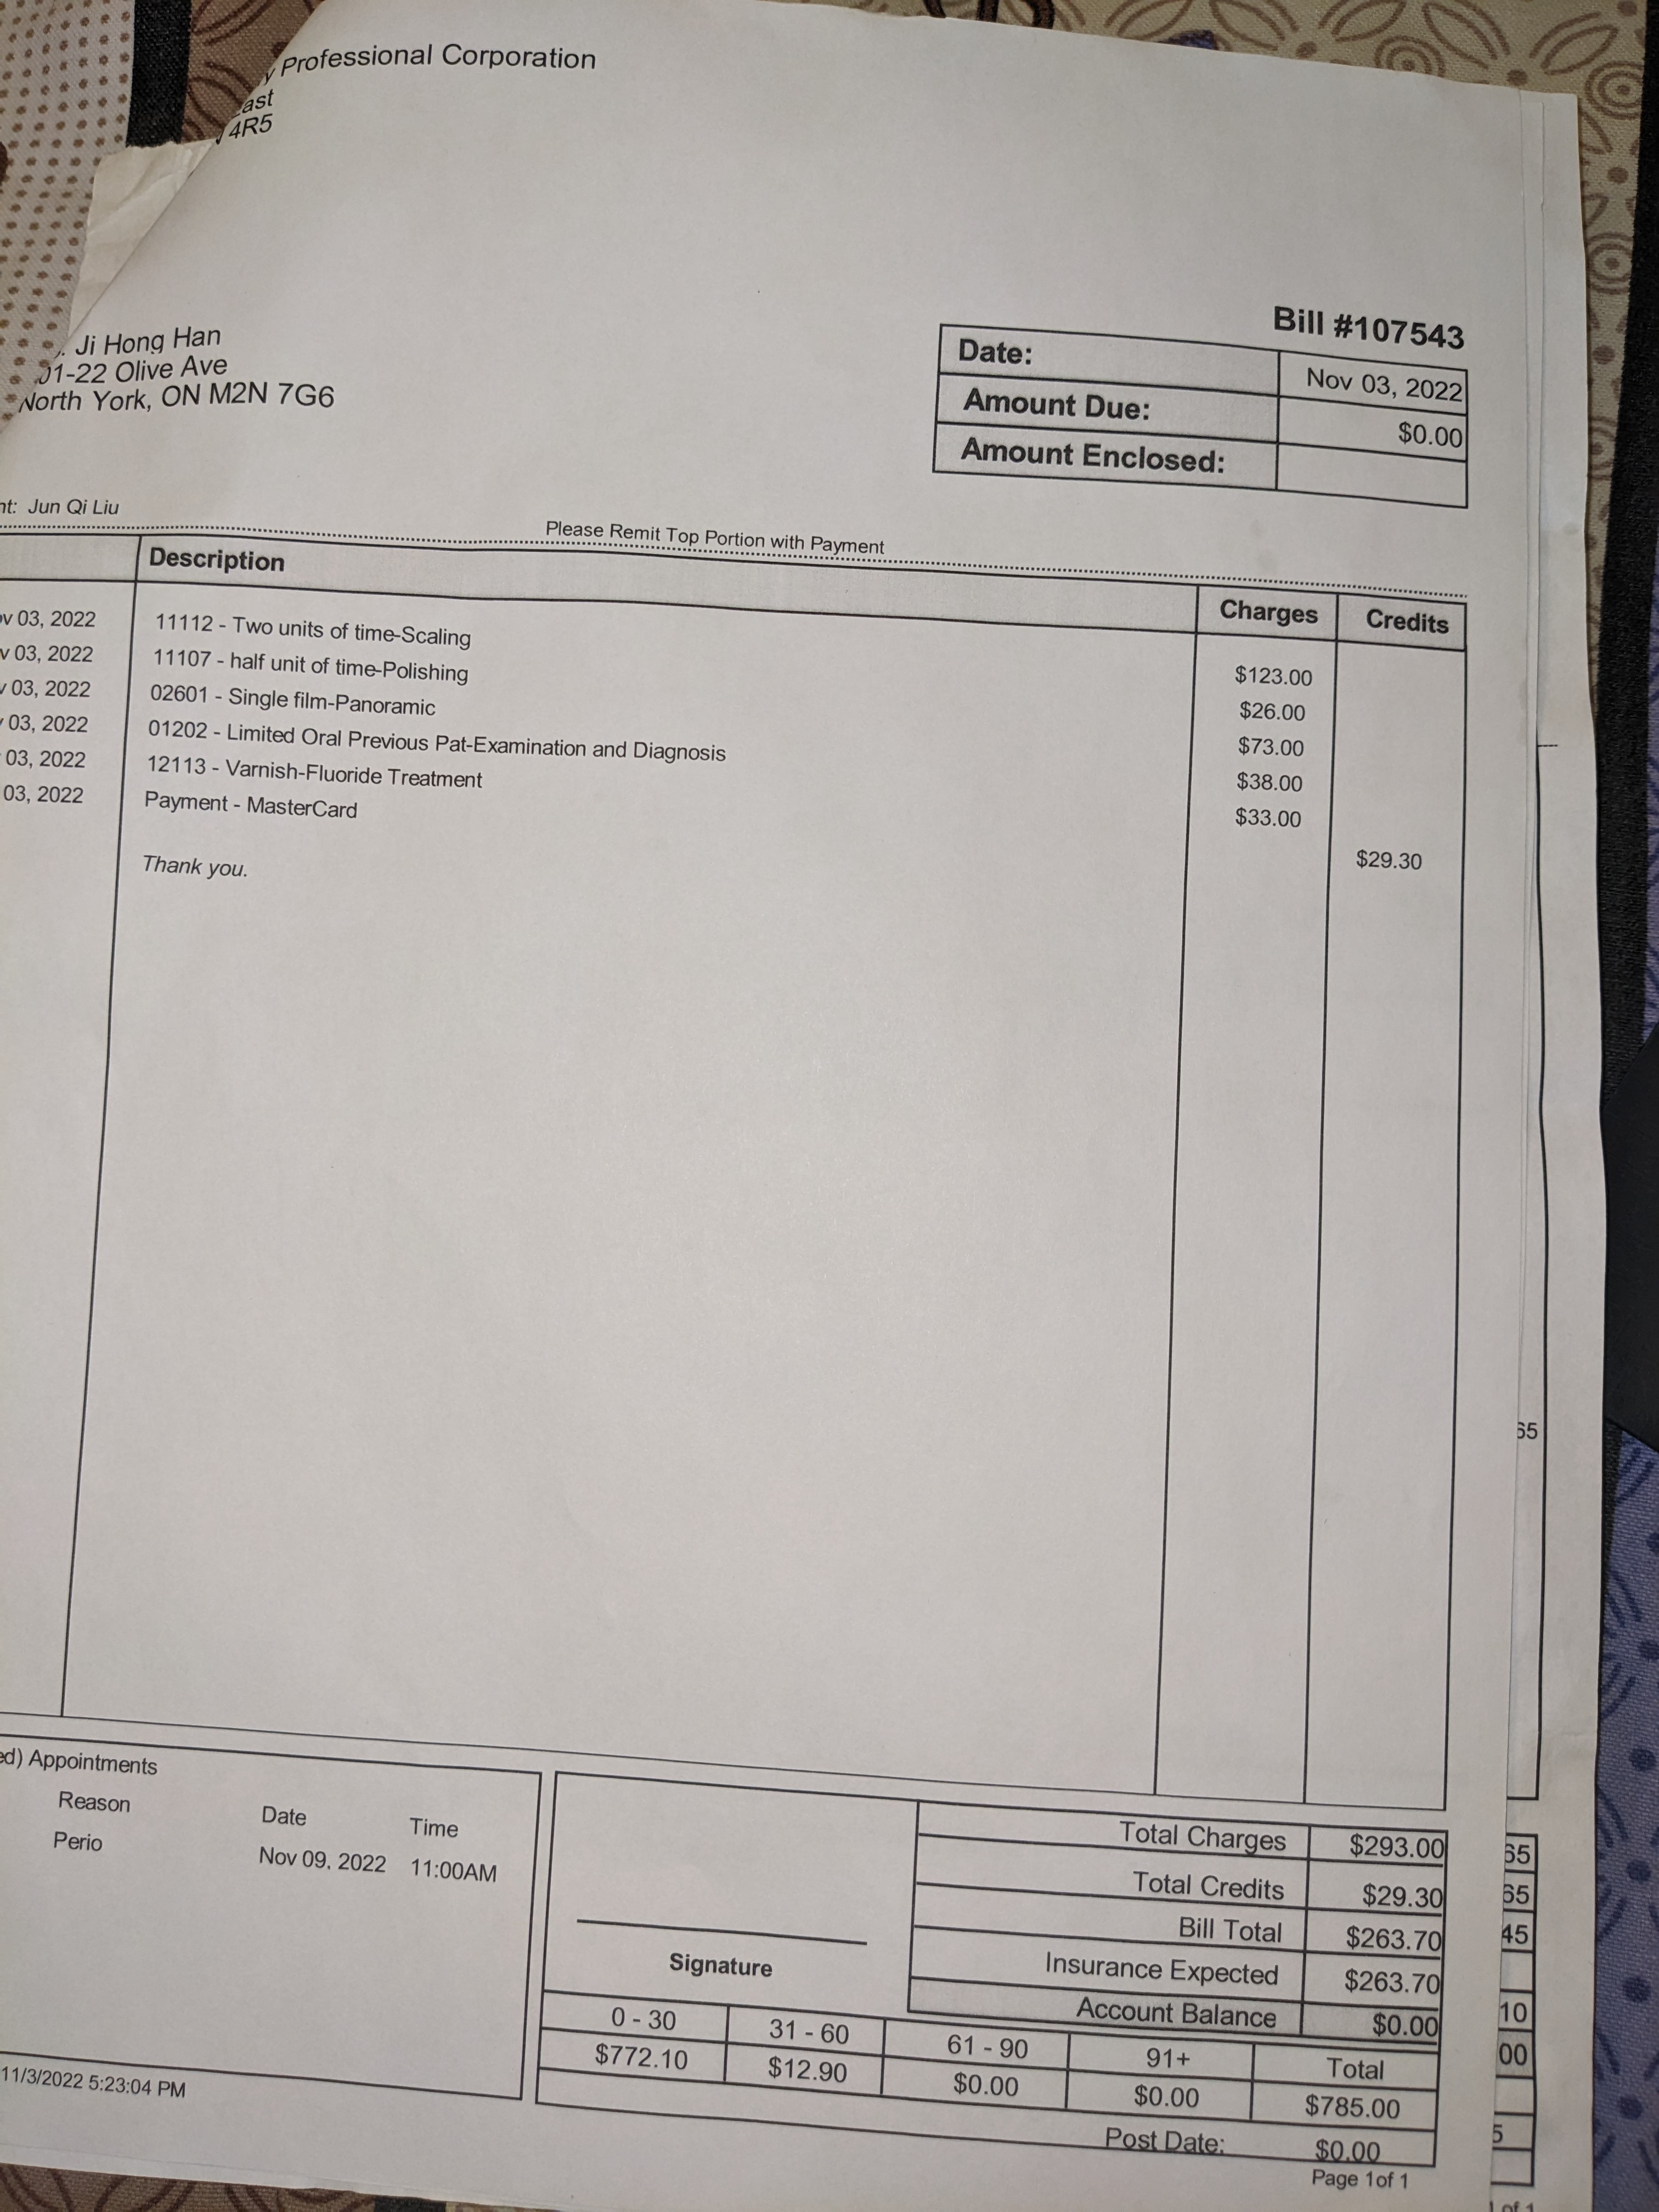 Professional Corporation
4R5
Ji Hong Han
Olive Ave
North York, ON M2N 7G6
Bill #107543
Date: Nov 03, 2022
Amount Due: $0.00
Amount Enclosed:
Jun Qi Liu
Please Remit Top Portion with Payment
Description Charges Credits
03, 2022 11112 - Two units of time-Scaling $123.00
03, 2022 11107 - half unit of time-Polishing $26.00
03, 2022 02601 - Single film-Panoramic $73.00
03, 2022 01202 - Limited Oral Previous Pat-Examination and Diagnosis $38.00
03, 2022 12113 - Varnish-Fluoride Treatment $33.00
03, 2022 Payment - MasterCard $29.30
Thank you.
Appointments
Reason Date Time
Perio Nov 09, 2022 11:00AM
11/3/2022 5:23:04 PM
Signature
Total Charges $293.00
Total Credits $29.30
Bill Total $263.70
Insurance Expected $263.70
Account Balance $0.00
0 - 30 31 - 60 61 - 90 91+ Total
$772.10 $12.90 $0.00 $0.00 $785.00
Post Date: $0.00
Page 1 of 1
65
65
65
45
10
00
5
of 1